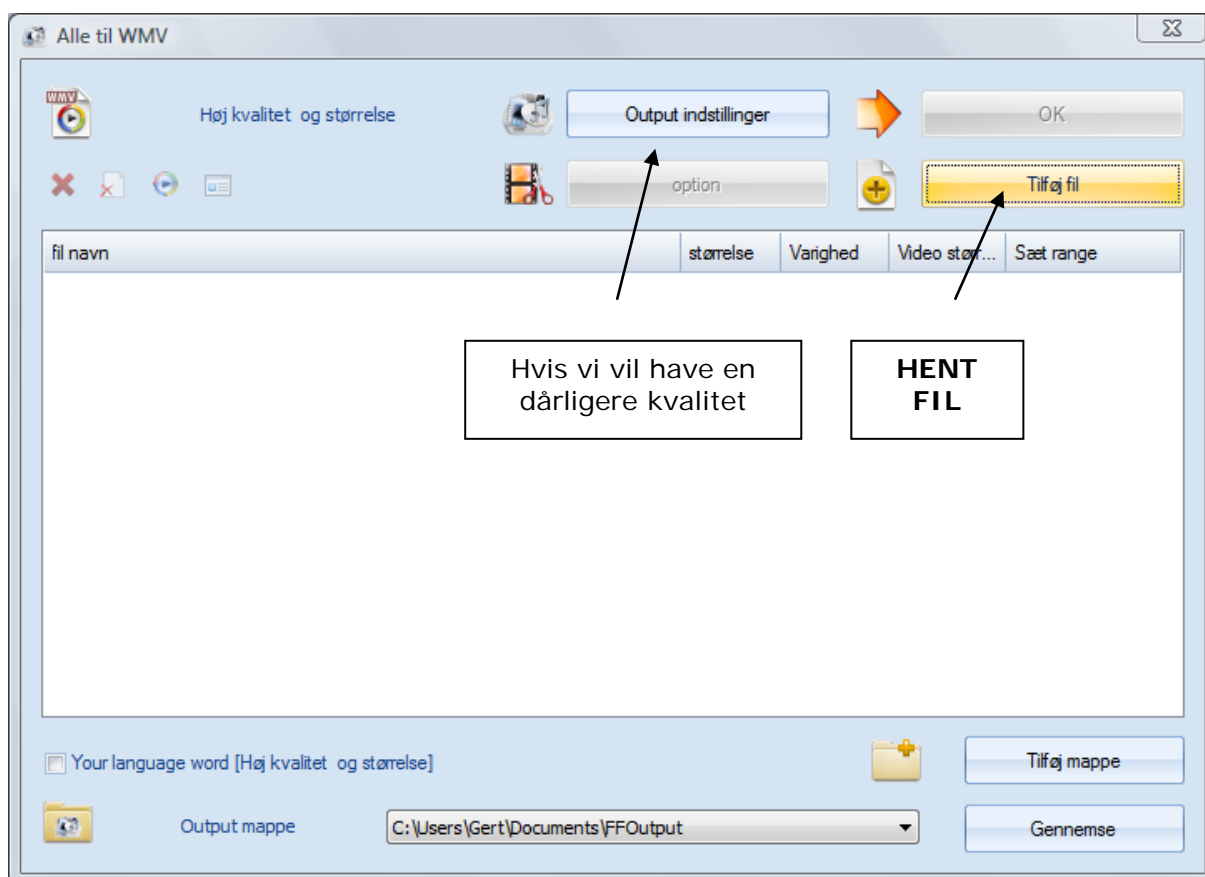 Alle til WMV
WMV
Høj kvalitet og størrelse
Output indstillinger
OK
option
Tilføj fil
fil navn
størrelse
Varighed
Video størr...
Sæt range
Hvis vi vil have en
dårligere kvalitet
HENT
FIL
Your language word [Høj kvalitet og størrelse]
Tilføj mappe
Output mappe
C:\Users\Gert\Documents\FFOutput
Gennemse